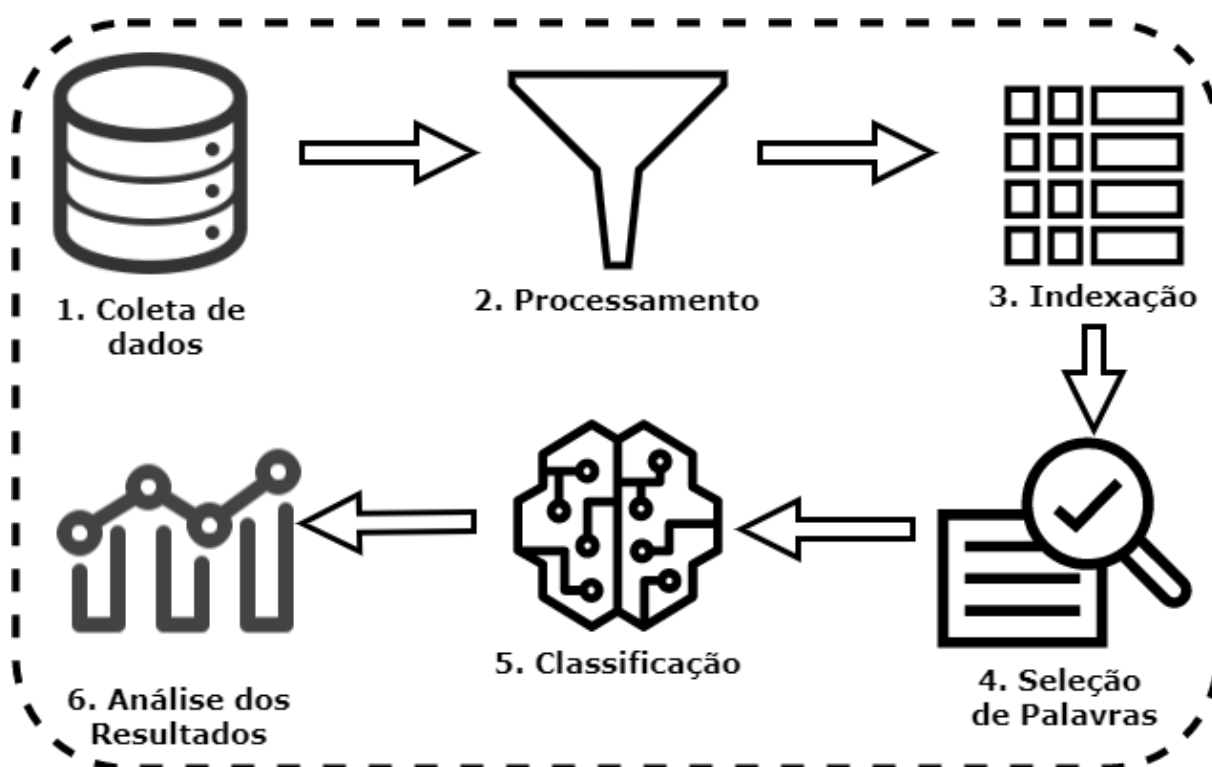 1. Coleta de
dados
2. Processamento
3. Indexação
4. Seleção
de Palavras
5. Classificação
6. Análise dos
Resultados